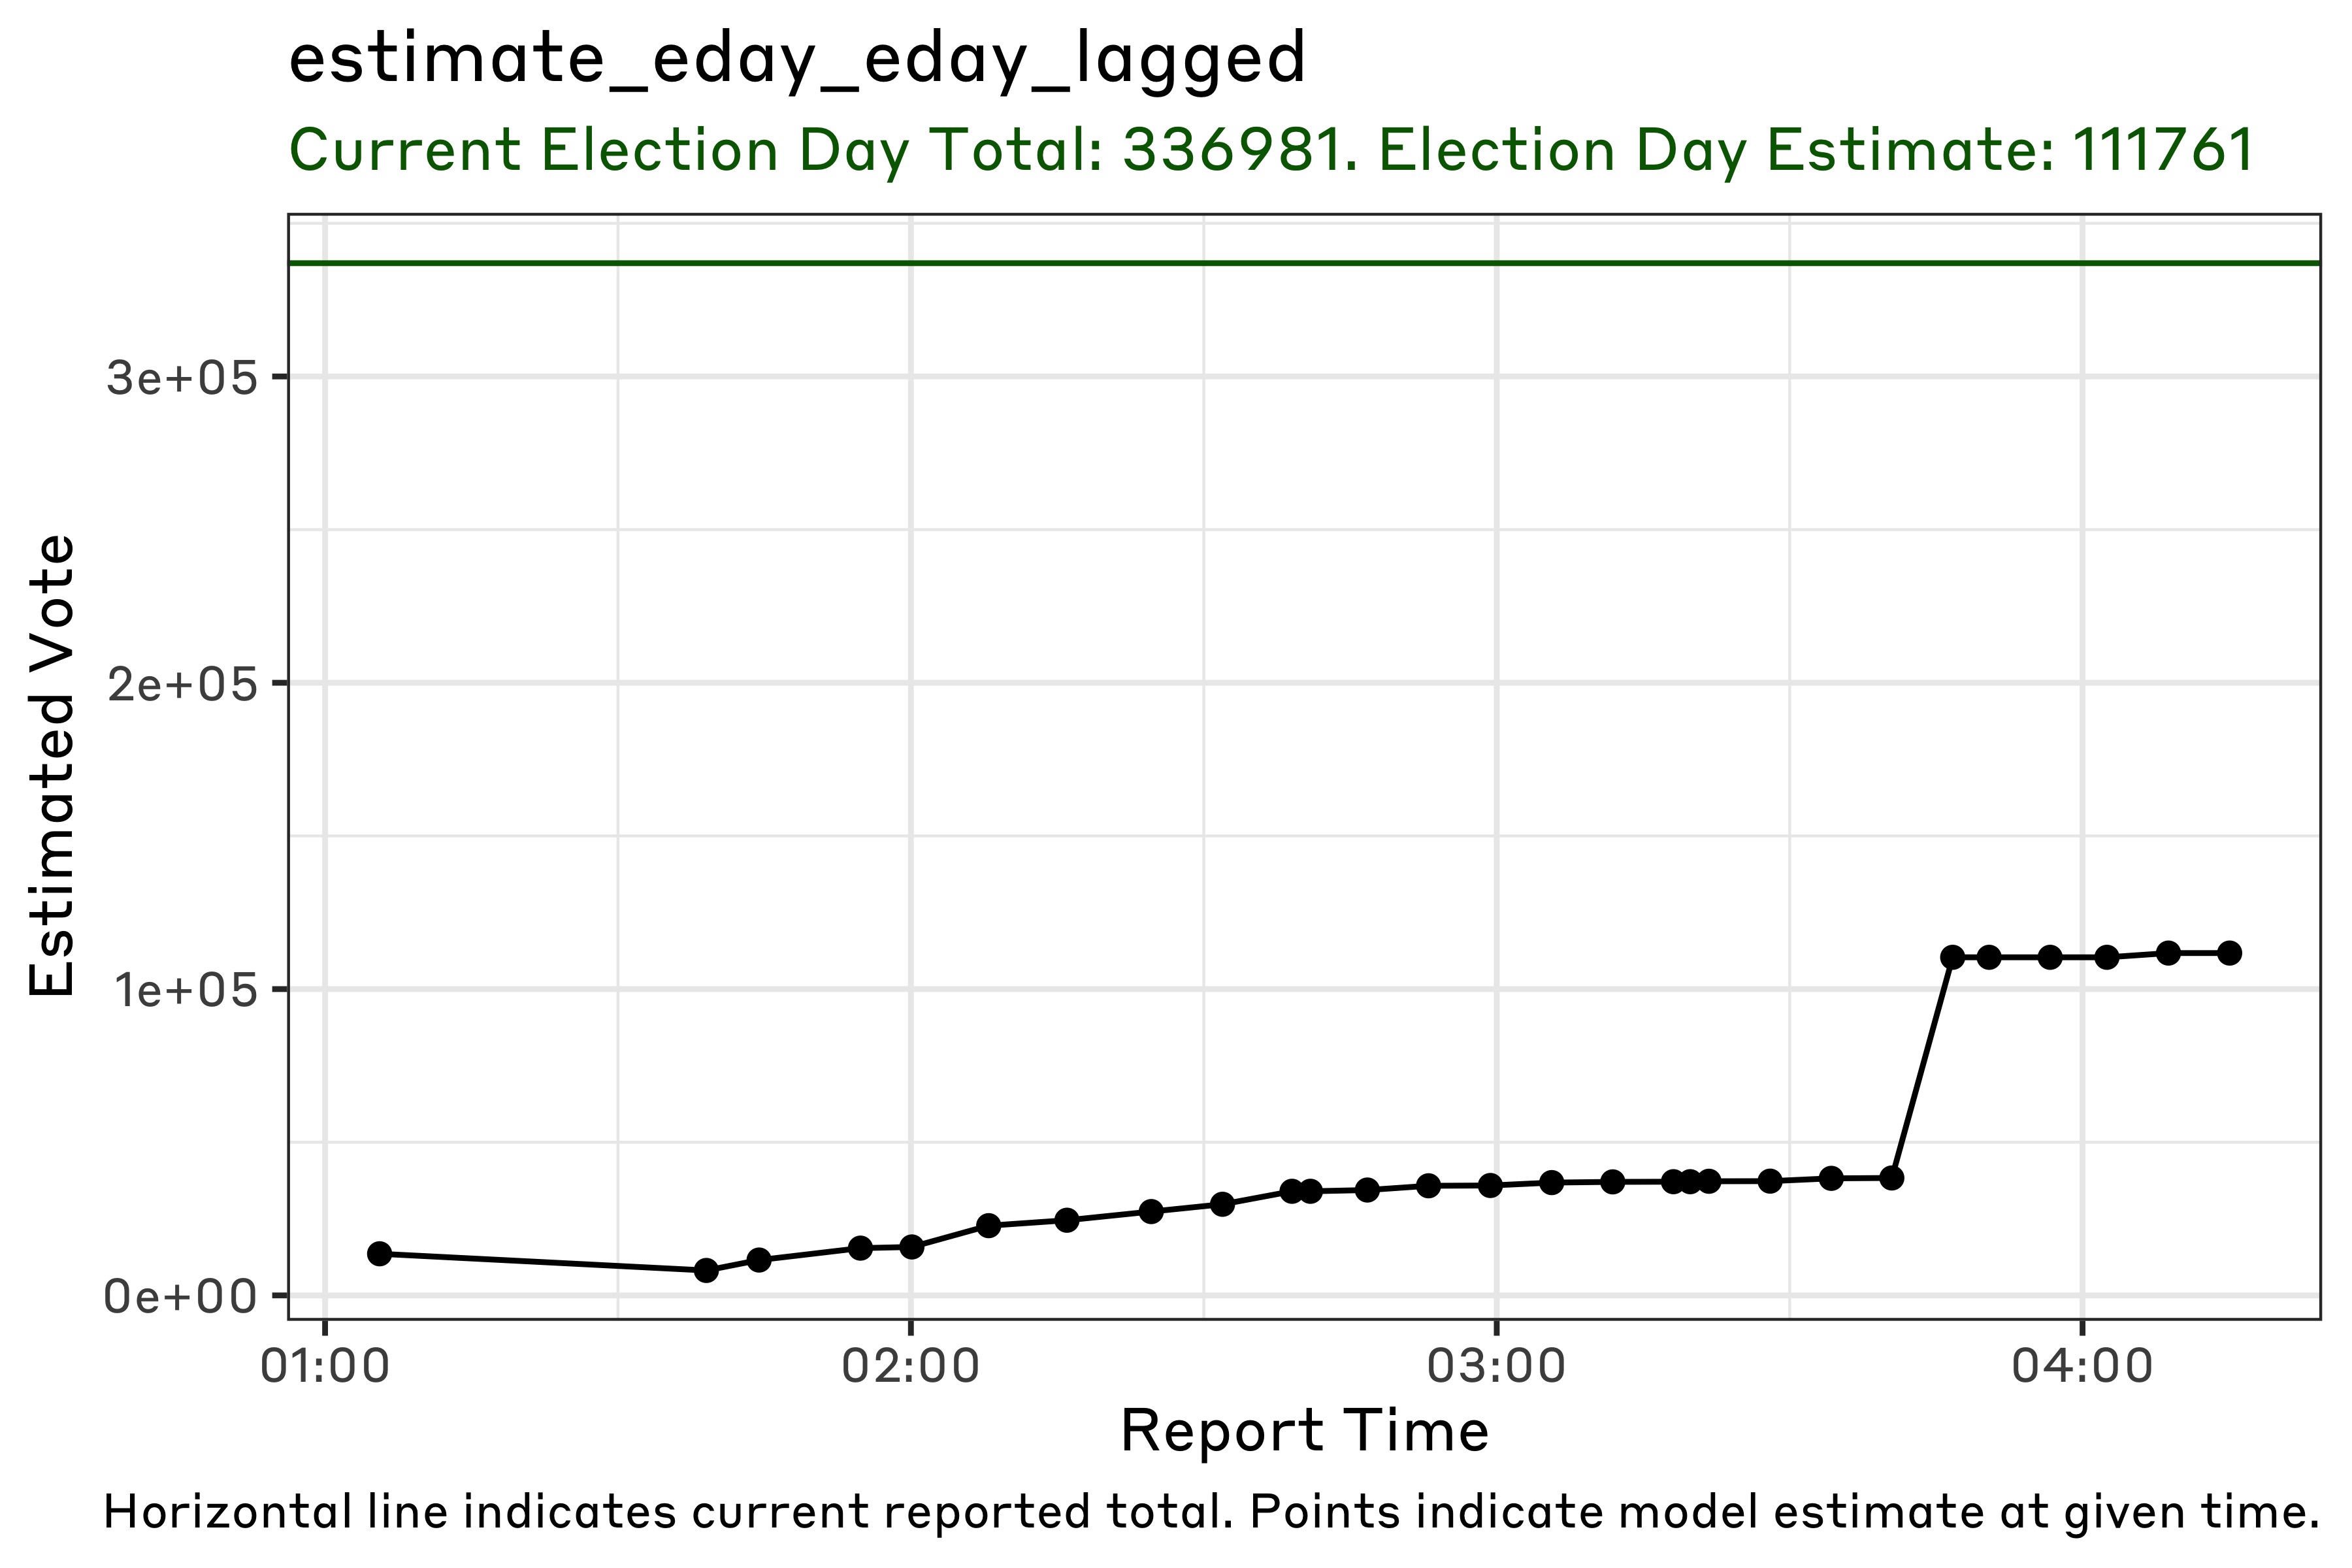 estimate_eday_eday_lagged
Current Election Day Total: 336981. Election Day Estimate: 111761
Estimated Vote
3e+05
2e+05
1e+05
0e+00
01:00 02:00 03:00 04:00
Report Time
Horizontal line indicates current reported total. Points indicate model estimate at given time.